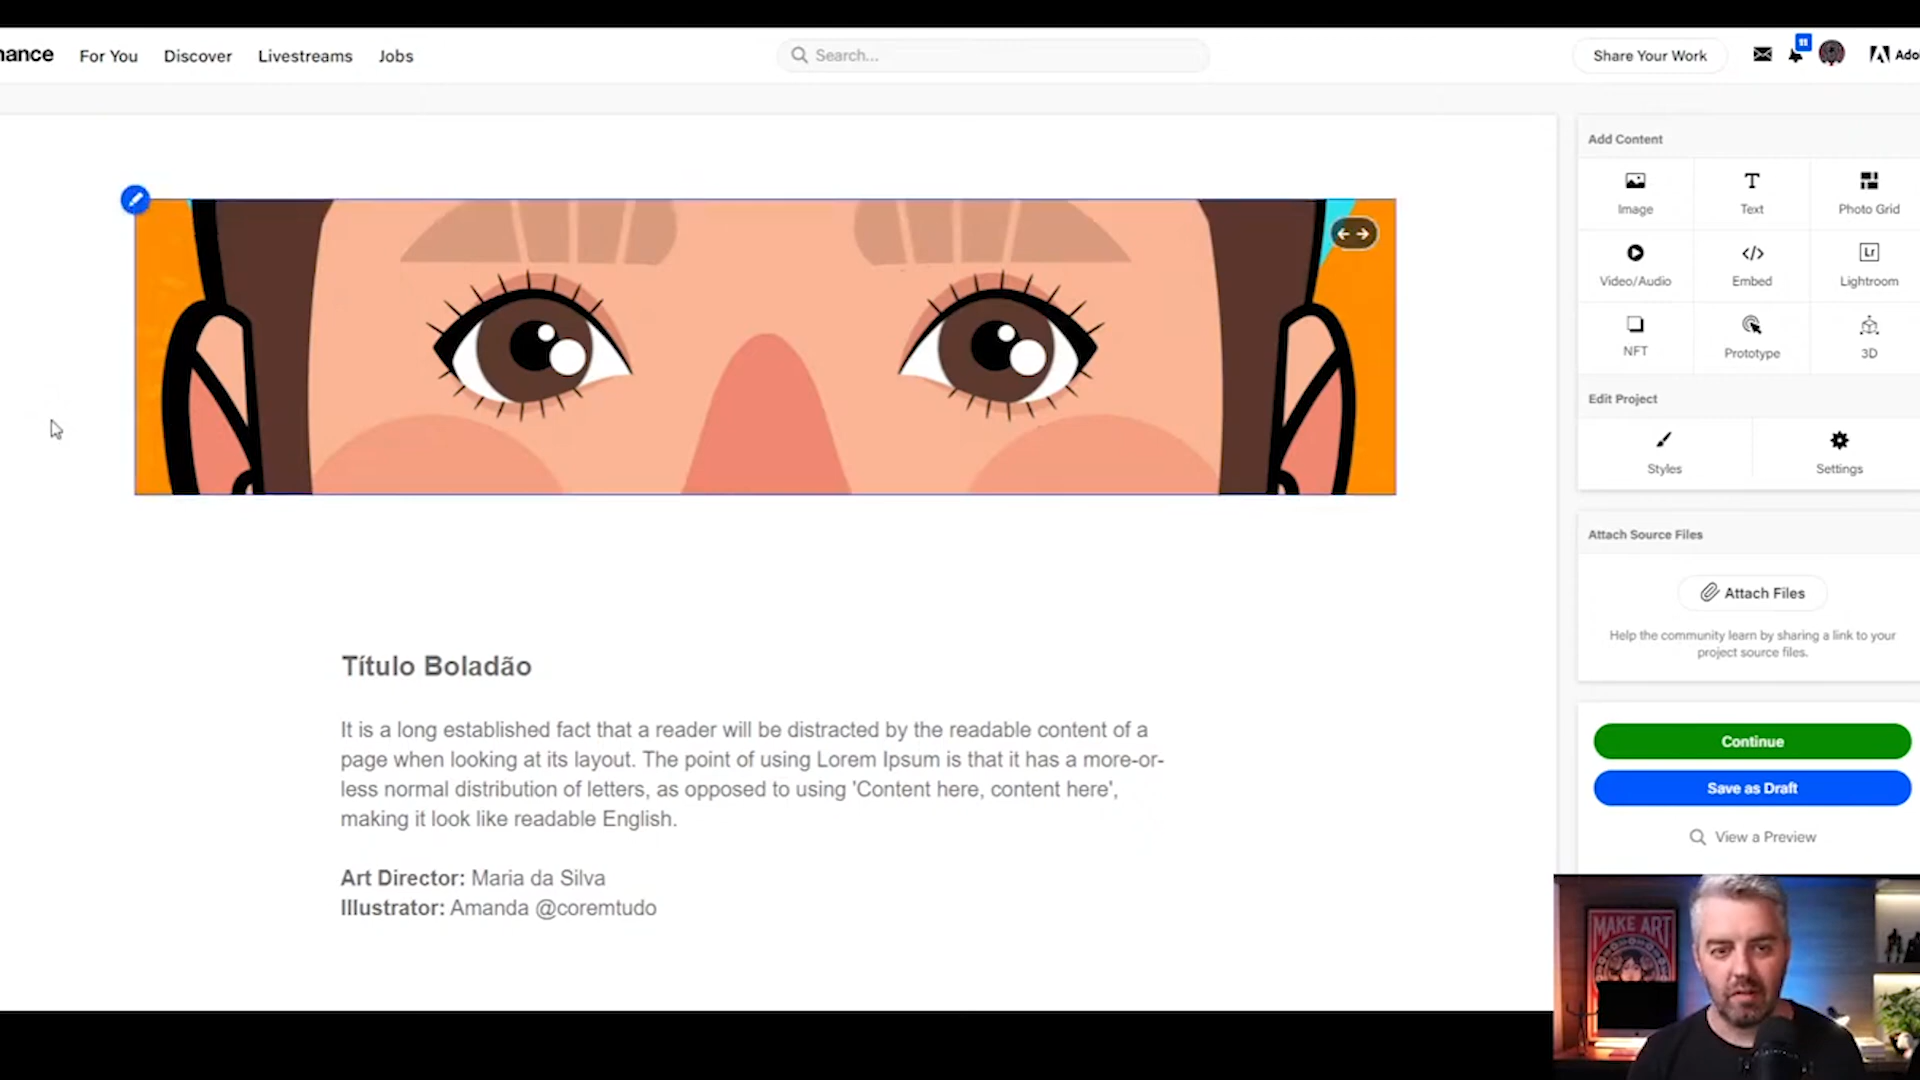 nance
For You
Discover
Livestreams
Jobs
Search...
Share Your Work
11
Ado
Add Content
Image
Text
Photo Grid
Video/Audio
Embed
Lr
Lightroom
NFT
Prototype
3D
Edit Project
Styles
Settings
Attach Source Files
Attach Files
Help the community learn by sharing a link to your
project source files.
Continue
Save as Draft
View a Preview
Título Boladão
It is a long established fact that a reader will be distracted by the readable content of a
page when looking at its layout. The point of using Lorem Ipsum is that it has a more-or-
less normal distribution of letters, as opposed to using 'Content here, content here',
making it look like readable English.
Art Director: Maria da Silva
Illustrator: Amanda @coremtudo
MAKE ART